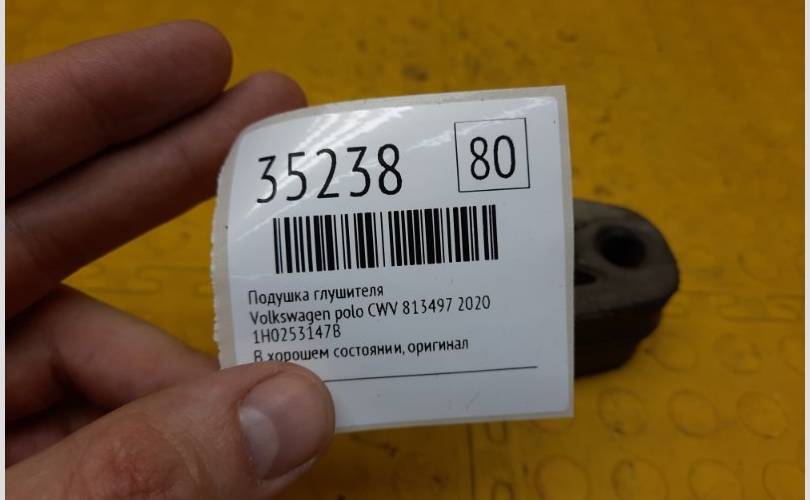 35238 80
Подушка глушителя
Volkswagen polo CWV 813497 2020
1H0253147B
В хорошем состоянии, оригинал